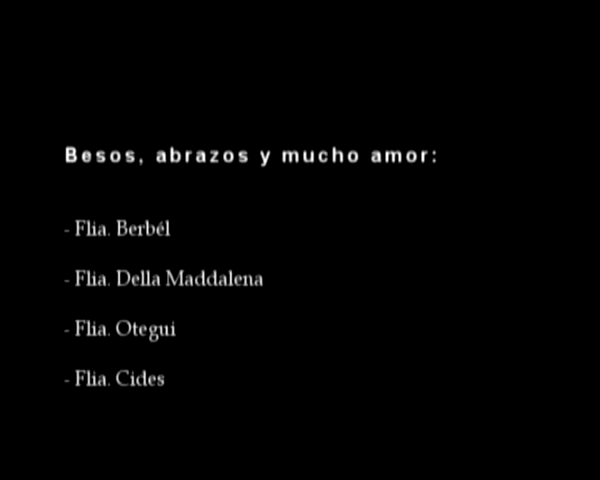 Besos, abrazos y mucho amor:
- Flia. Berbél
- Flia. Della Maddalena
- Flia. Otegui
- Flia. Cides